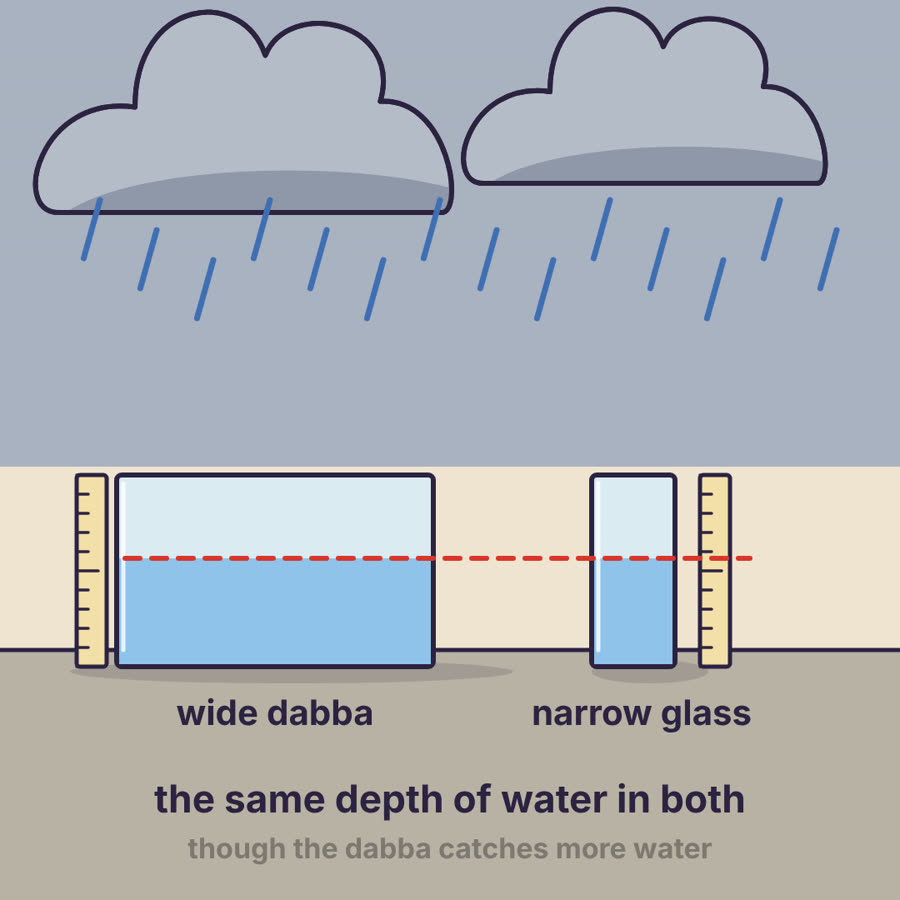 wide dabba
narrow glass
the same depth of water in both
though the dabba catches more water